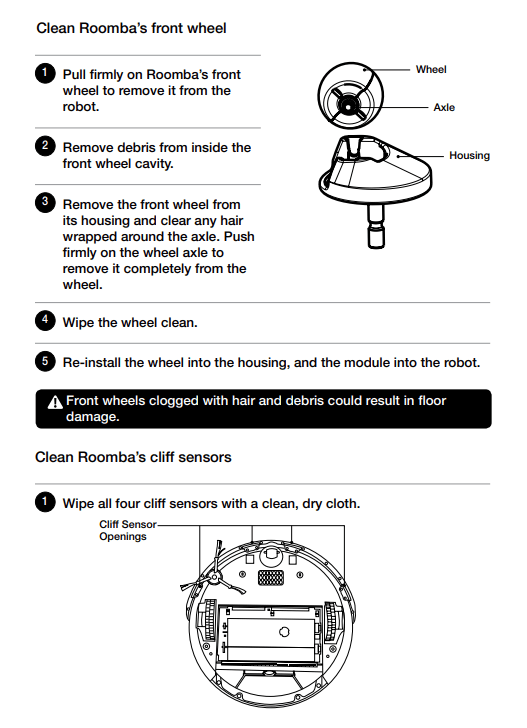 Clean Roomba’s front wheel
1 Pull firmly on Roomba’s front
wheel to remove it from the
robot.
Wheel
Axle
Housing
2 Remove debris from inside the
front wheel cavity.
3 Remove the front wheel from
its housing and clear any hair
wrapped around the axle. Push
firmly on the wheel axle to
remove it completely from the
wheel.
4 Wipe the wheel clean.
5 Re-install the wheel into the housing, and the module into the robot.
Front wheels clogged with hair and debris could result in floor
damage.
Clean Roomba’s cliff sensors
1 Wipe all four cliff sensors with a clean, dry cloth.
Cliff Sensor
Openings